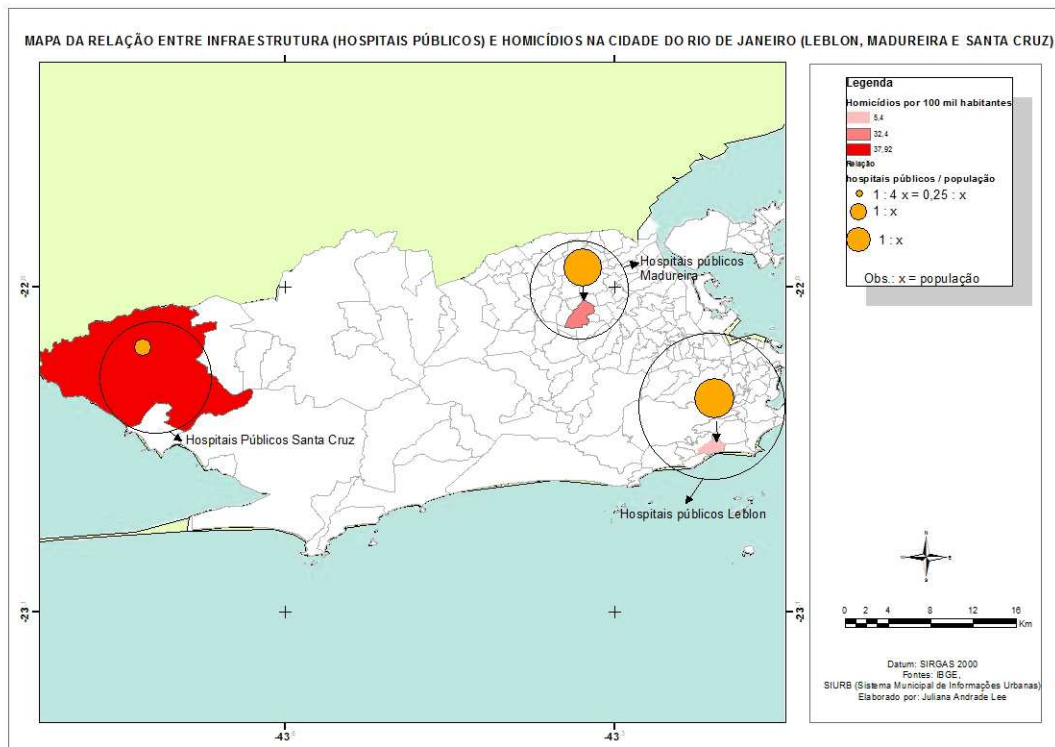 MAPA DA RELAÇÃO ENTRE INFRAESTRUTURA (HOSPITAIS PÚBLICOS) E HOMICÍDIOS NA CIDADE DO RIO DE JANEIRO (LEBLON, MADUREIRA E SANTA CRUZ)
Legenda
Homicídios por 100 mil habitantes
5,4
32,4
37,92
Relação
hospitais públicos / população
1 : 4 x = 0,25 : x
1 : x
1 : x
Obs.: x = população
Hospitais públicos
Madureira
Hospitais Públicos Santa Cruz
Hospitais públicos Leblon
-22
-22
-23
-23
-43
-43
-43
-43
N
S
0 2 4 8 12 16
Km
Datum: SIRGAS 2000
Fontes: IBGE,
SIURB (Sistema Municipal de Informações Urbanas)
Elaborado por: Juliana Andrade Lee